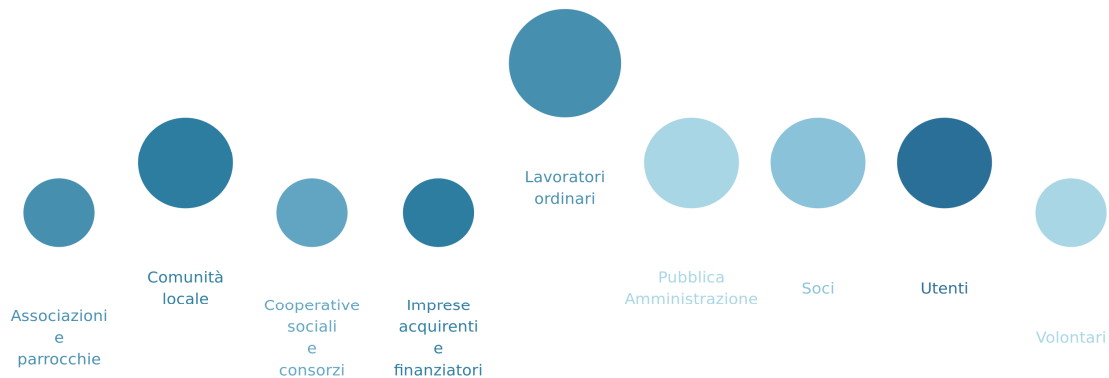 Associazioni
e
parrocchie
Comunità
locale
Cooperative
sociali
e
consorzi
Imprese
acquirenti
e
finanziatori
Lavoratori
ordinari
Pubblica
Amministrazione
Soci
Utenti
Volontari